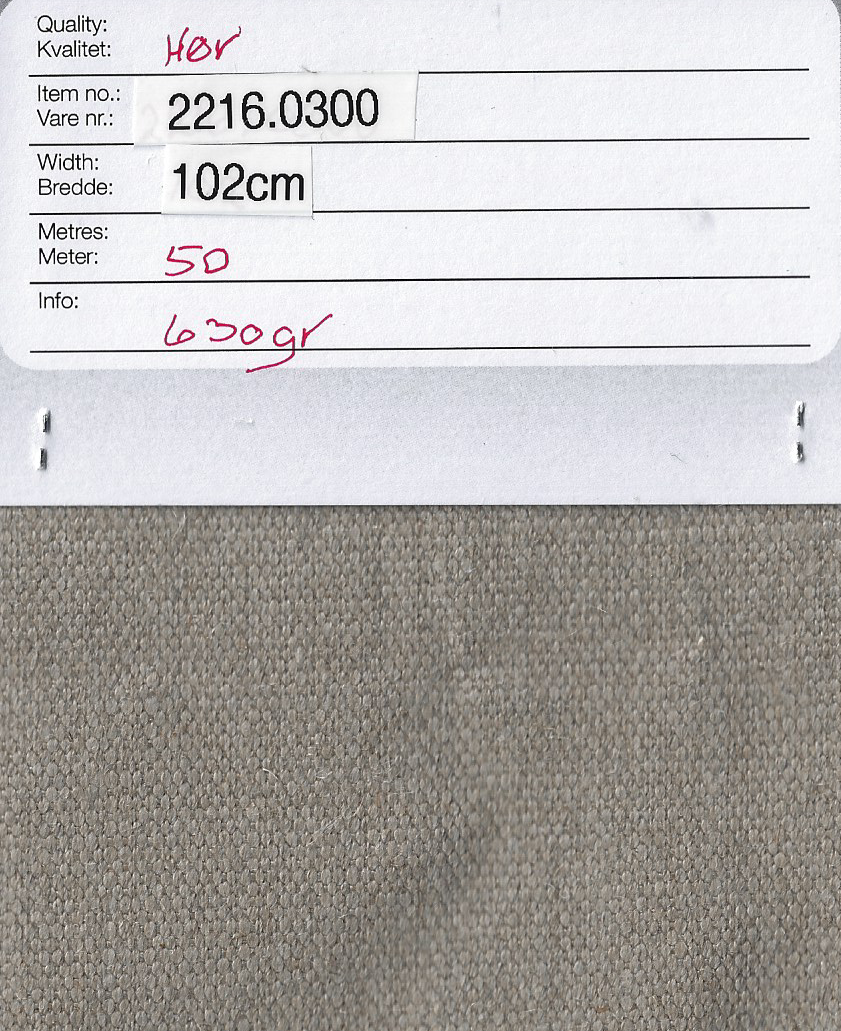 Quality:
Kvalitet: Hør
Item no.:
Vare nr.: 2216.0300
Width:
Bredde: 102cm
Metres:
Meter: 50
Info:
630gr